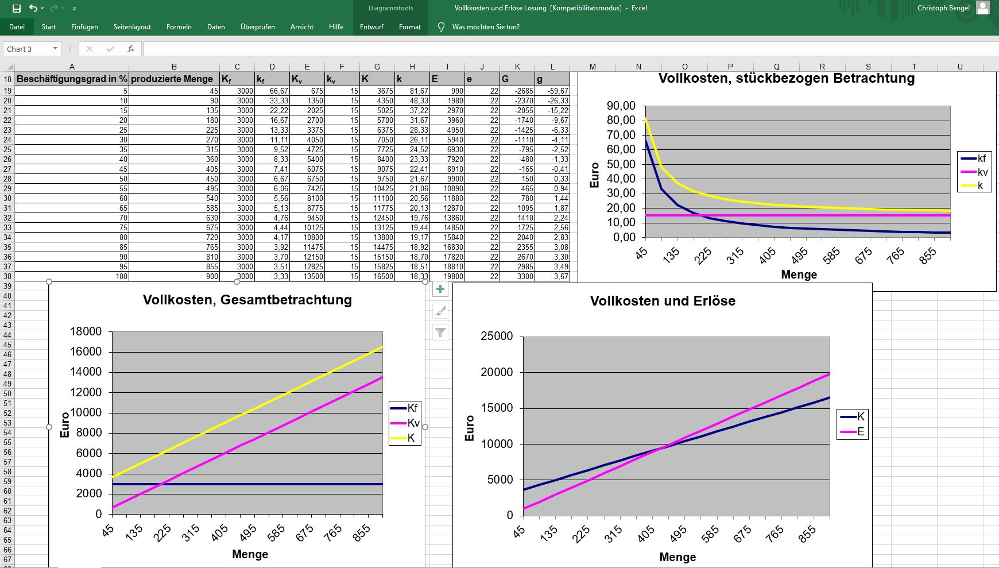 Diagrammtools
Vollkkosten und Erlöse Lösung [Kompatibilitätsmodus] - Excel
Christoph Bengel
Datei Start Einfügen Seitenlayout Formeln Daten Überprüfen Ansicht Hilfe Entwurf Format Was möchten Sie tun?
Chart 3 fx
A B C D E F G H I J K L M N O P Q R S T U
18 Beschäftigungsgrad in % produzierte Menge Kf kf Kv kv K k E e G g
19 5 45 3000 66,67 675 15 3675 81,67 990 22 -2685 -59,67
20 10 90 3000 33,33 1350 15 4350 48,33 1980 22 -2370 -26,33
21 15 135 3000 22,22 2025 15 5025 37,22 2970 22 -2055 -15,22
22 20 180 3000 16,67 2700 15 5700 31,67 3960 22 -1740 -9,67
23 25 225 3000 13,33 3375 15 6375 28,33 4950 22 -1425 -6,33
24 30 270 3000 11,11 4050 15 7050 26,11 5940 22 -1110 -4,11
25 35 315 3000 9,52 4725 15 7725 24,52 6930 22 -795 -2,52
26 40 360 3000 8,33 5400 15 8400 23,33 7920 22 -480 -1,33
27 45 405 3000 7,41 6075 15 9075 22,41 8910 22 -165 -0,41
28 50 450 3000 6,67 6750 15 9750 21,67 9900 22 150 0,33
29 55 495 3000 6,06 7425 15 10425 21,06 10890 22 465 0,94
30 60 540 3000 5,56 8100 15 11100 20,56 11880 22 780 1,44
31 65 585 3000 5,13 8775 15 11775 20,13 12870 22 1095 1,87
32 70 630 3000 4,76 9450 15 12450 19,76 13860 22 1410 2,24
33 75 675 3000 4,44 10125 15 13125 19,44 14850 22 1725 2,56
34 80 720 3000 4,17 10800 15 13800 19,17 15840 22 2040 2,83
35 85 765 3000 3,92 11475 15 14475 18,92 16830 22 2355 3,08
36 90 810 3000 3,70 12150 15 15150 18,70 17820 22 2670 3,30
37 95 855 3000 3,51 12825 15 15825 18,51 18810 22 2985 3,49
38 100 900 3000 3,33 13500 15 16500 18,33 19800 22 3300 3,67
39
40
41
42
43
44
45
46
47
48
49
50
51
52
53
54
55
56
57
58
59
60
61
62
63
64
65
66
67
Vollkosten, stückbezogen Betrachtung
90,00
80,00
70,00
60,00
50,00
40,00
30,00
20,00
10,00
0,00
Euro
45 135 225 315 405 495 585 675 765 855
Menge
kf
kv
k
Vollkosten, Gesamtbetrachtung
18000
16000
14000
12000
10000
8000
6000
4000
2000
0
Euro
45 135 225 315 405 495 585 675 765 855
Menge
Kf
Kv
K
Vollkosten und Erlöse
25000
20000
15000
10000
5000
0
Euro
45 135 225 315 405 495 585 675 765 855
Menge
K
E